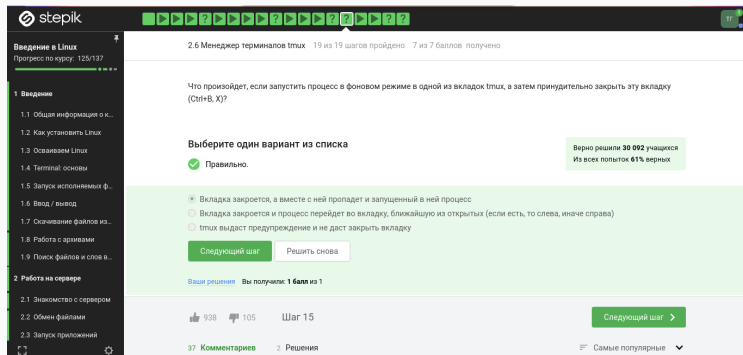 stepik
Введение в Linux
Прогресс по курсу: 125/137
1 Введение
1.1 Общая информация о к...
1.2 Как установить Linux
1.3 Осваиваем Linux
1.4 Terminal: основы
1.5 Запуск исполняемых ф...
1.6 Ввод / вывод
1.7 Скачивание файлов из...
1.8 Работа с архивами
1.9 Поиск файлов и слов в...
2 Работа на сервере
2.1 Знакомство с сервером
2.2 Обмен файлами
2.3 Запуск приложений
2.6 Менеджер терминалов tmux 19 из 19 шагов пройдено 7 из 7 баллов получено
Что произойдет, если запустить процесс в фоновом режиме в одной из вкладок tmux, а затем принудительно закрыть эту вкладку
(Ctrl+B, X)?
Выберите один вариант из списка
Правильно.
Верно решили 30 092 учащихся
Из всех попыток 61% верных
Вкладка закроется, а вместе с ней пропадет и запущенный в ней процесс
Вкладка закроется и процесс перейдет во вкладку, ближайшую из открытых (если есть, то слева, иначе справа)
tmux выдаст предупреждение и не даст закрыть вкладку
Следующий шаг Решить снова
Ваши решения Вы получили: 1 балл из 1
938 105 Шаг 15 Следующий шаг
37 Комментариев 2 Решения Самые популярные